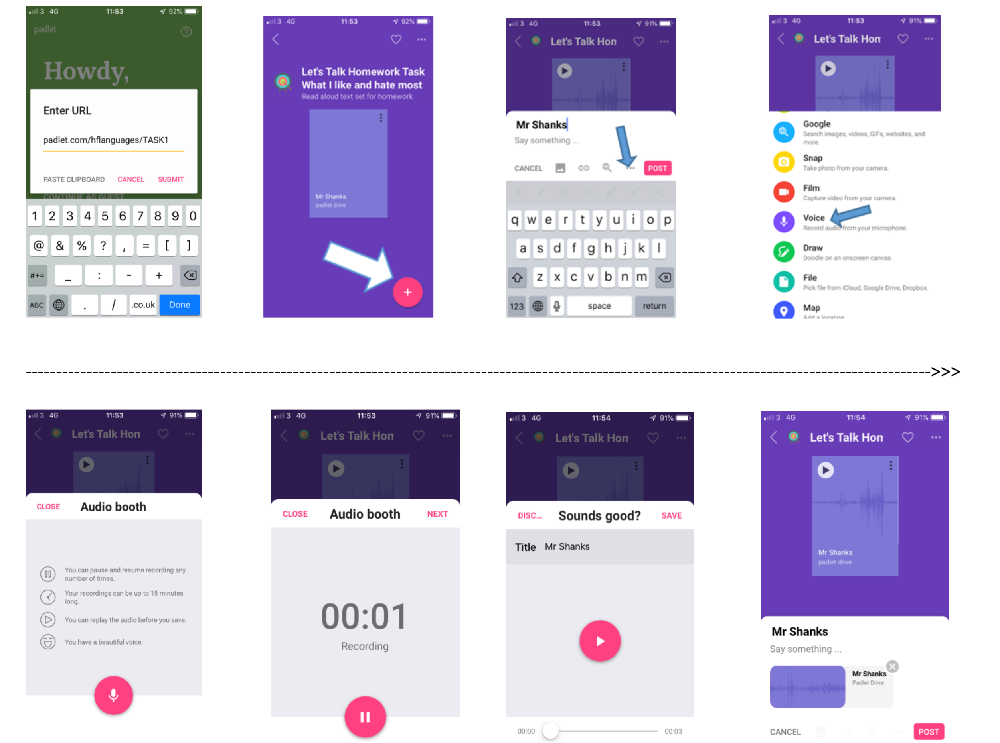 3 4G 11:53 92%
padlet
Howdy,
Enter URL
padlet.com/hflanguages/TASK1
PASTE CLIPBOARD CANCEL SUBMIT
CONTINUE AS GUEST
1 2 3 4 5 6 7 8 9 0
@ & % ? , = [ ]
#+= _ : - +
ABC . / .co.uk Done
3 4G 11:53 92%
Let's Talk Homework Task
What I like and hate most
Read aloud text set for homework
Mr Shanks
padlet drive
+
3 4G 11:53 91%
Let's Talk Hon
Mr Shanks
Say something ...
CANCEL POST
B I S
q w e r t y u i o p
a s d f g h j k l
z x c v b n m
123 space return
3 4G 11:53 91%
Let's Talk Hon
Google
Search images, videos, GIFs, websites, and
more.
Snap
Take photo from your camera.
Film
Capture video from your camera.
Voice
Record audio from your microphone.
Draw
Doodle on an onscreen canvas.
File
Pick file from iCloud, Google Drive, Dropbox.
Map
Add a location
-->>>
3 4G 11:53 91%
Let's Talk Hon
CLOSE Audio booth
You can pause and resume recording any
number of times.
Your recordings can be up to 15 minutes
long.
You can replay the audio before you save.
You have a beautiful voice.
3 4G 11:53 91%
Let's Talk Hon
CLOSE Audio booth NEXT
00:01
Recording
3 4G 11:54 91%
Let's Talk Hon
DISC... Sounds good? SAVE
Title Mr Shanks
00:00 00:03
3 4G 11:54 91%
Let's Talk Hon
Mr Shanks
padlet drive
Mr Shanks
Say something ...
Mr Shanks
Padlet Drive
CANCEL POST